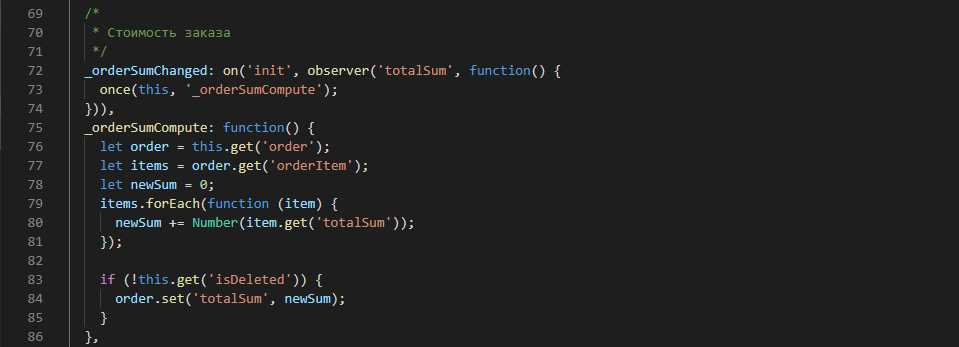 69 /*
70 * Стоимость заказа
71 */
72 _orderSumChanged: on('init', observer('totalSum', function() {
73 once(this, '_orderSumCompute');
74 })),
75 _orderSumCompute: function() {
76 let order = this.get('order');
77 let items = order.get('orderItem');
78 let newSum = 0;
79 items.forEach(function (item) {
80 newSum += Number(item.get('totalSum'));
81 });
82
83 if (!this.get('isDeleted')) {
84 order.set('totalSum', newSum);
85 }
86 },